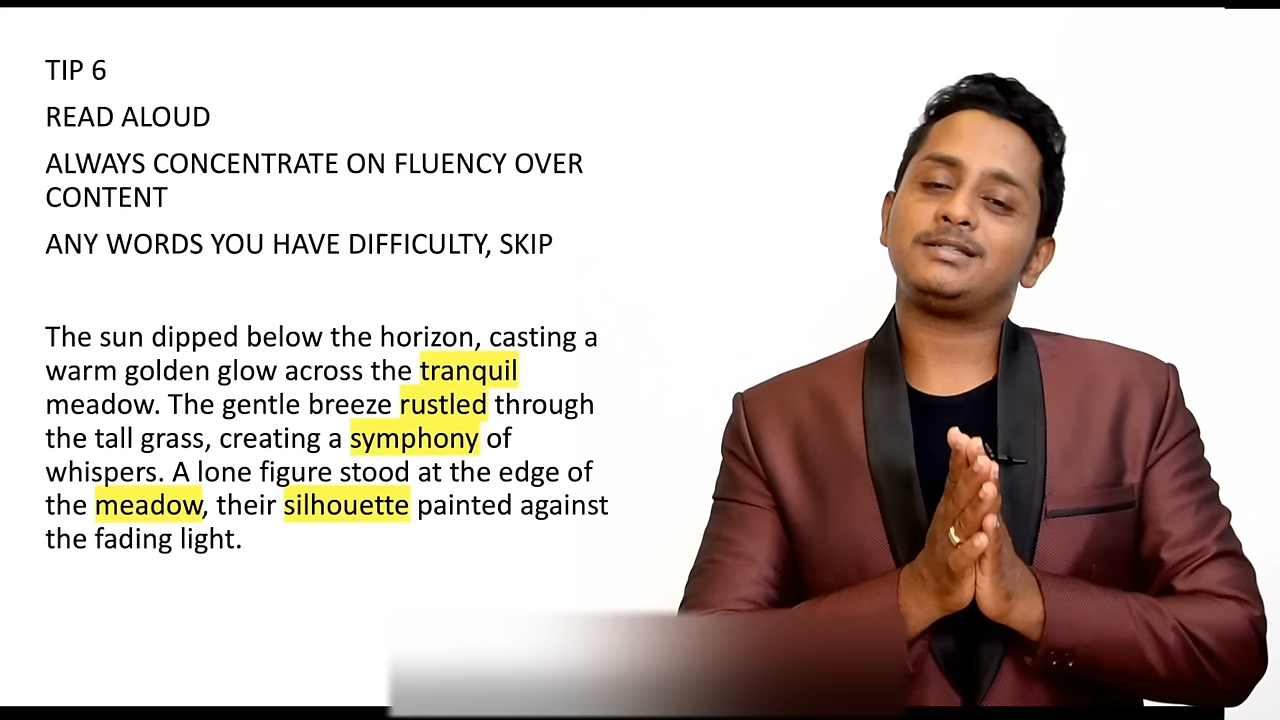 TIP 6
READ ALOUD
ALWAYS CONCENTRATE ON FLUENCY OVER
CONTENT
ANY WORDS YOU HAVE DIFFICULTY, SKIP
The sun dipped below the horizon, casting a
warm golden glow across the tranquil
meadow. The gentle breeze rustled through
the tall grass, creating a symphony of
whispers. A lone figure stood at the edge of
the meadow, their silhouette painted against
the fading light.